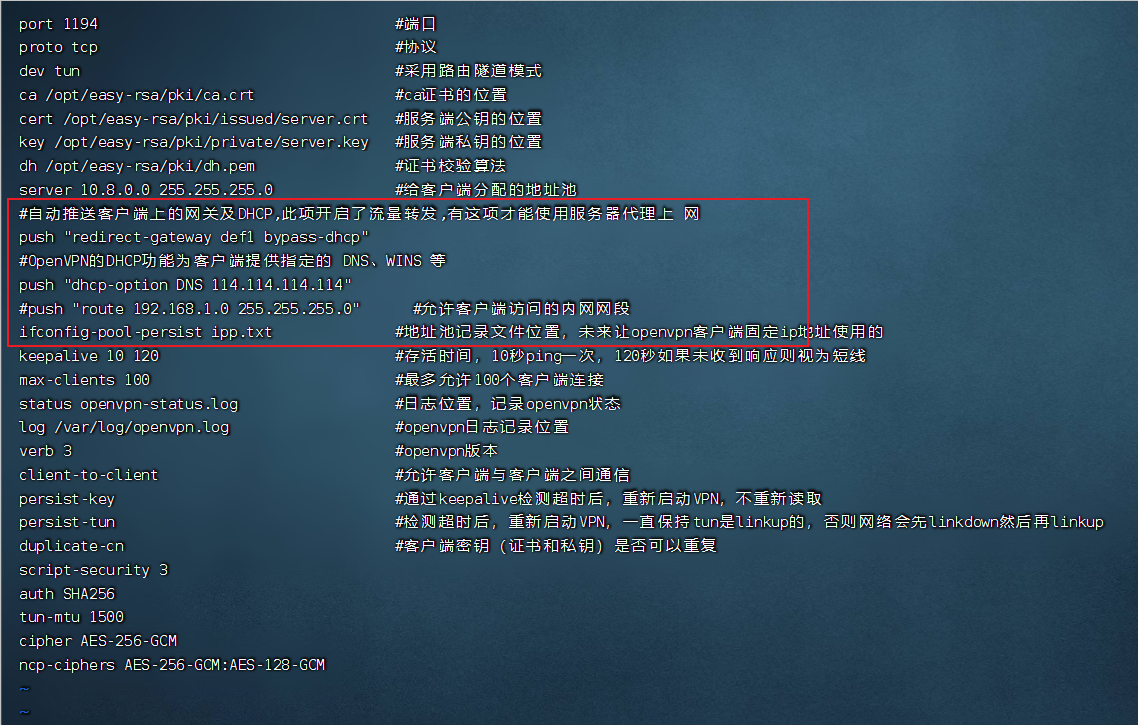 port 1194 #端口
proto tcp #协议
dev tun #采用路由隧道模式
ca /opt/easy-rsa/pki/ca.crt #ca证书的位置
cert /opt/easy-rsa/pki/issued/server.crt #服务端公钥的位置
key /opt/easy-rsa/pki/private/server.key #服务端私钥的位置
dh /opt/easy-rsa/pki/dh.pem #证书校验算法
server 10.8.0.0 255.255.255.0 #给客户端分配的地址池
#自动推送客户端上的网关及DHCP,此项开启了流量转发,有这项才能使用服务器代理上 网
push "redirect-gateway def1 bypass-dhcp"
#OpenVPN的DHCP功能为客户端提供指定的 DNS、WINS 等
push "dhcp-option DNS 114.114.114.114"
#push "route 192.168.1.0 255.255.255.0" #允许客户端访问的内网网段
ifconfig-pool-persist ipp.txt #地址池记录文件位置，未来让openvpn客户端固定ip地址使用的
keepalive 10 120 #存活时间，10秒ping一次，120秒如果未收到响应则视为短线
max-clients 100 #最多允许100个客户端连接
status openvpn-status.log #日志位置，记录openvpn状态
log /var/log/openvpn.log #openvpn日志记录位置
verb 3 #openvpn版本
client-to-client #允许客户端与客户端之间通信
persist-key #通过keepalive检测超时后，重新启动VPN，不重新读取
persist-tun #检测超时后，重新启动VPN，一直保持tun是linkup的，否则网络会先linkdown然后再linkup
duplicate-cn #客户端密钥（证书和私钥）是否可以重复
script-security 3
auth SHA256
tun-mtu 1500
cipher AES-256-GCM
ncp-ciphers AES-256-GCM:AES-128-GCM
~
~